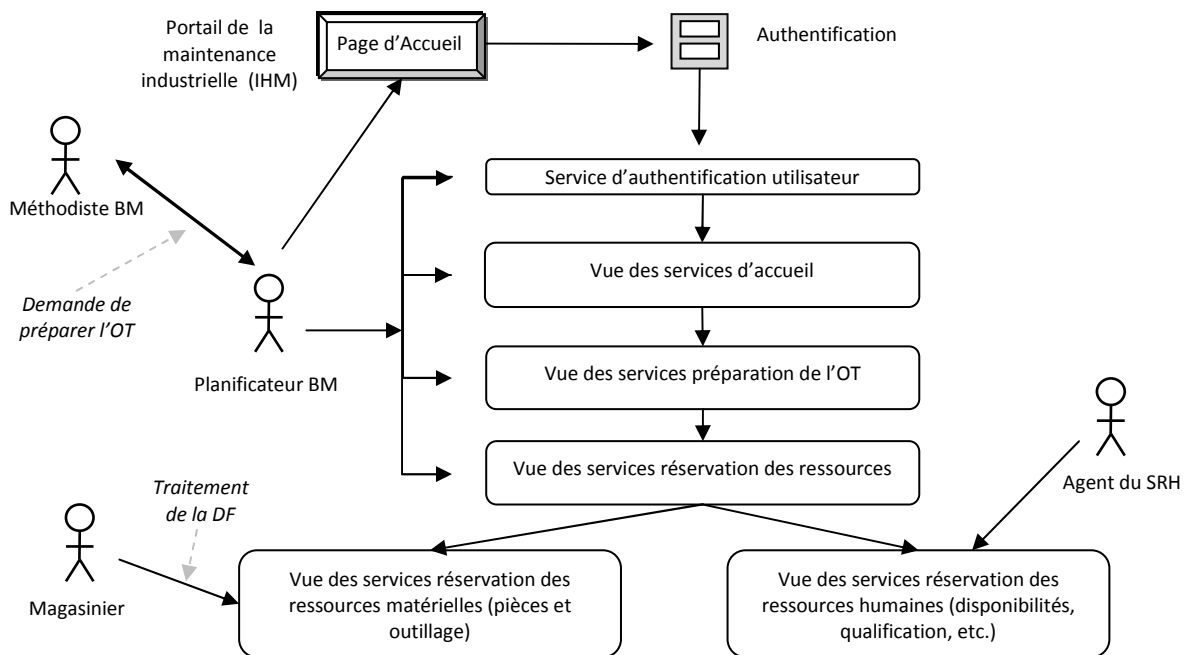 Portail de la
maintenance
industrielle (IHM)
Page d'Accueil
Authentification
Méthodiste BM
Service d'authentification utilisateur
Vue des services d'accueil
Demande de
préparer l'OT
Planificateur BM
Vue des services préparation de l'OT
Vue des services réservation des ressources
Agent du SRH
Traitement
de la DF
Magasinier
Vue des services réservation des
ressources matérielles (pièces et
outillage)
Vue des services réservation des
ressources humaines (disponibilités,
qualification, etc.)